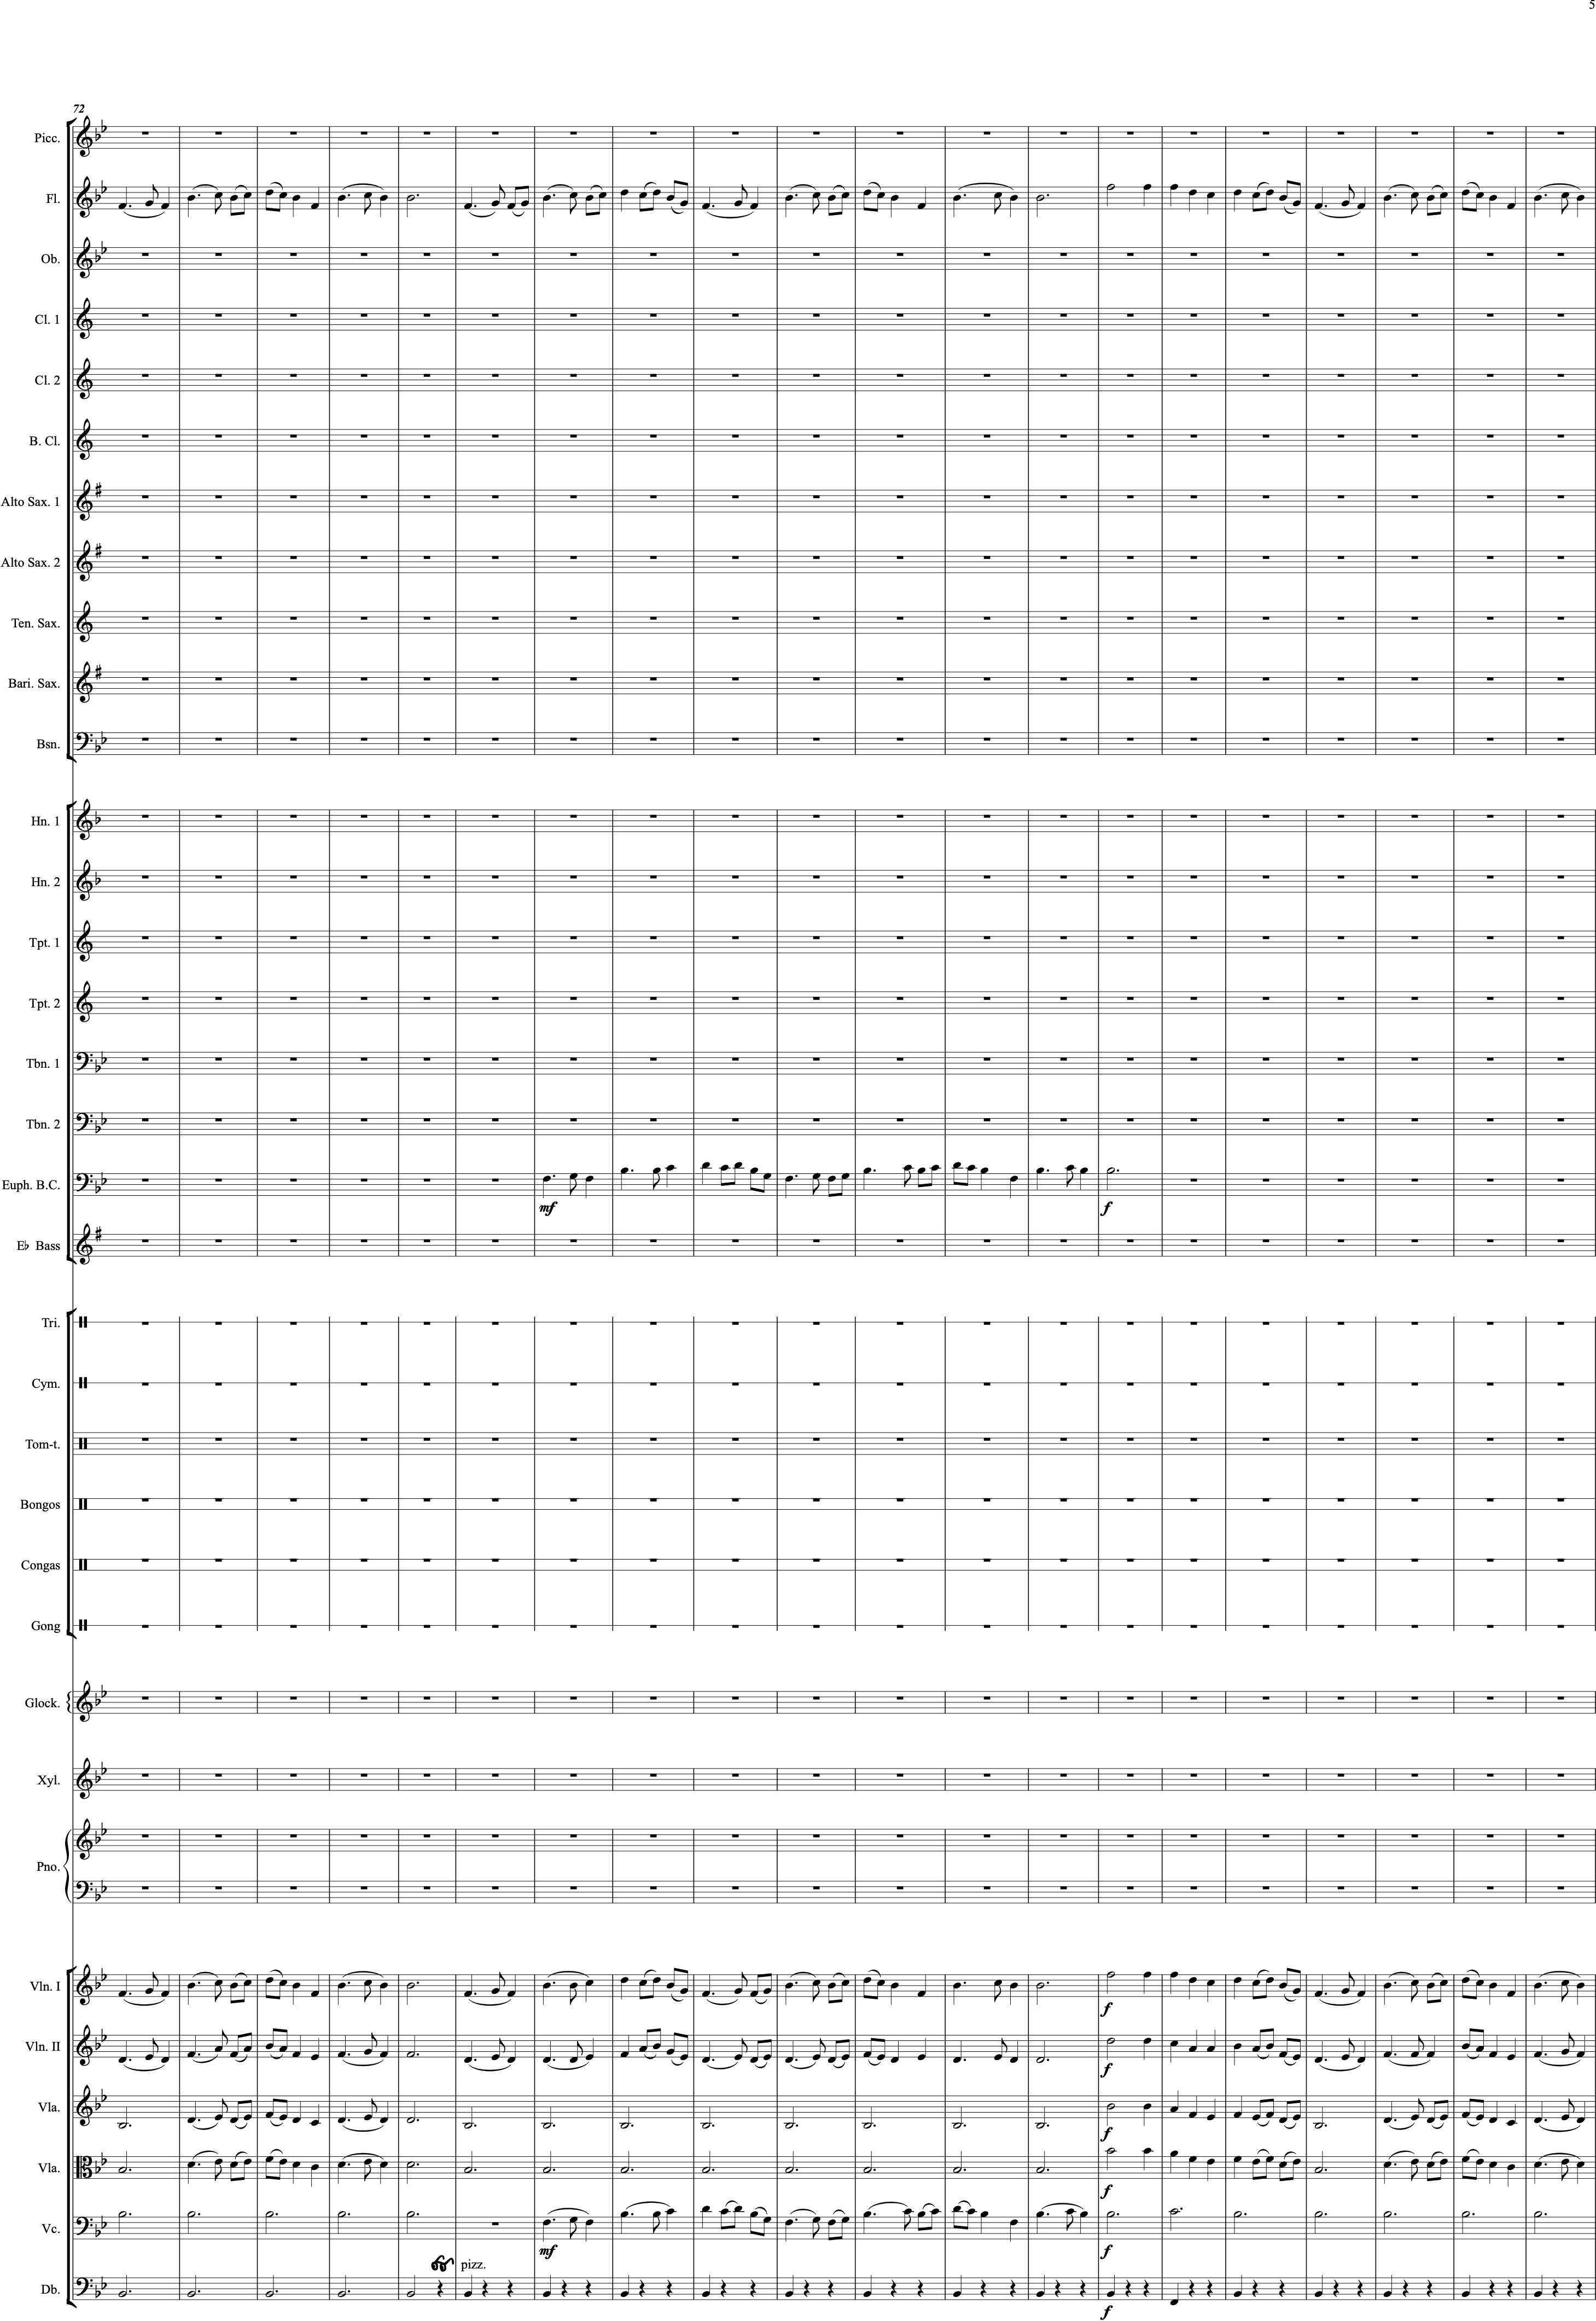 5
72
Picc.
Fl.
Ob.
Cl. 1
Cl. 2
B. Cl.
Alto Sax. 1
Alto Sax. 2
Ten. Sax.
Bari. Sax.
Bsn.
Hn. 1
Hn. 2
Tpt. 1
Tpt. 2
Tbn. 1
Tbn. 2
Euph. B.C.
mf
f
E♭ Bass
Tri.
Cym.
Tom-t.
Bongos
Congas
Gong
Glock.
Xyl.
Pno.
Vln. I
f
Vln. II
f
Vla.
f
Vla.
f
Vc.
mf
f
pizz.
Db.
f